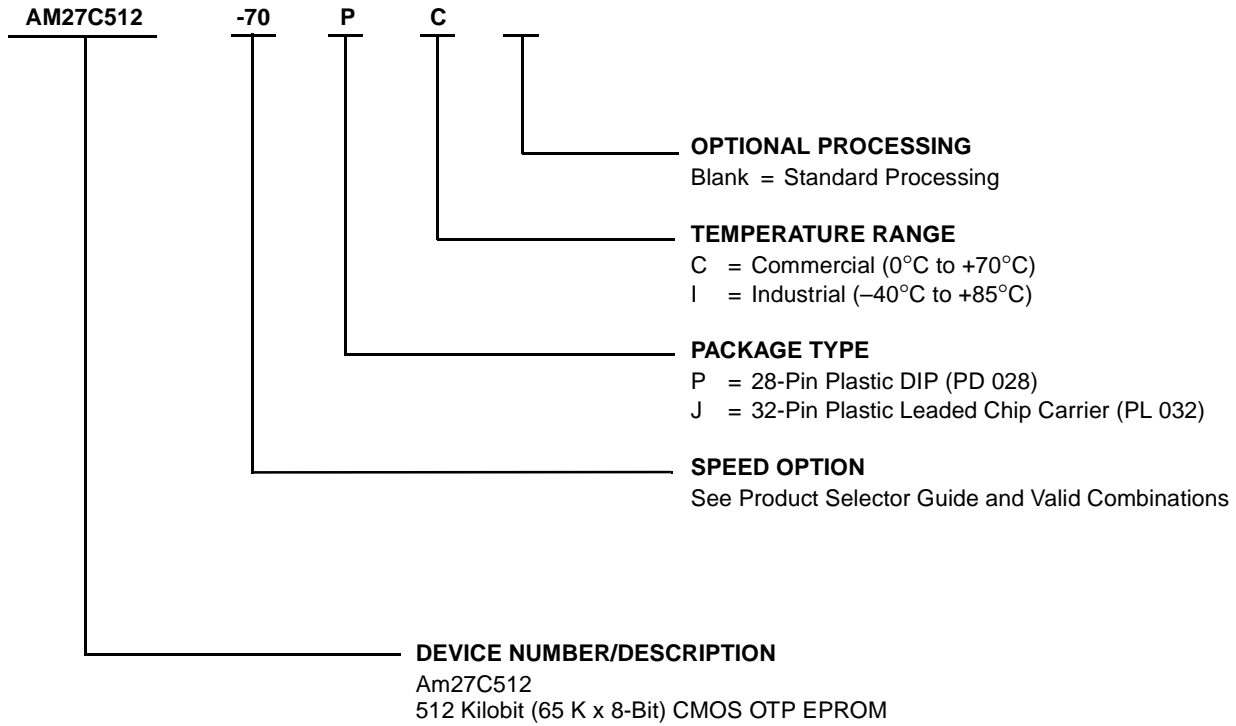 AM27C512 -70 P C
OPTIONAL PROCESSING
Blank = Standard Processing
TEMPERATURE RANGE
C = Commercial (0°C to +70°C)
I = Industrial (–40°C to +85°C)
PACKAGE TYPE
P = 28-Pin Plastic DIP (PD 028)
J = 32-Pin Plastic Leaded Chip Carrier (PL 032)
SPEED OPTION
See Product Selector Guide and Valid Combinations
DEVICE NUMBER/DESCRIPTION
Am27C512
512 Kilobit (65 K x 8-Bit) CMOS OTP EPROM